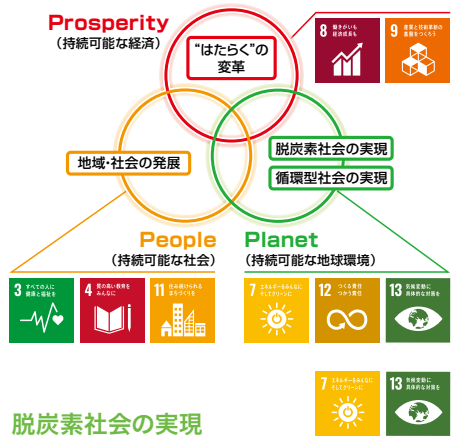 Prosperity
(持続可能な経済)
“はたらく”の
変革
8 働きがいも
経済成長も
9 産業と技術革新の
基盤をつくろう
地域・社会の発展
脱炭素社会の実現
循環型社会の実現
People
(持続可能な社会)
Planet
(持続可能な地球環境)
3 すべての人に
健康と福祉を
4 質の高い教育を
みんなに
11 住み続けられる
まちづくりを
7 エネルギーをみんなに
そしてクリーンに
12 つくる責任
つかう責任
13 気候変動に
具体的な対策を
7 エネルギーをみんなに
そしてクリーンに
13 気候変動に
具体的な対策を
脱炭素社会の実現